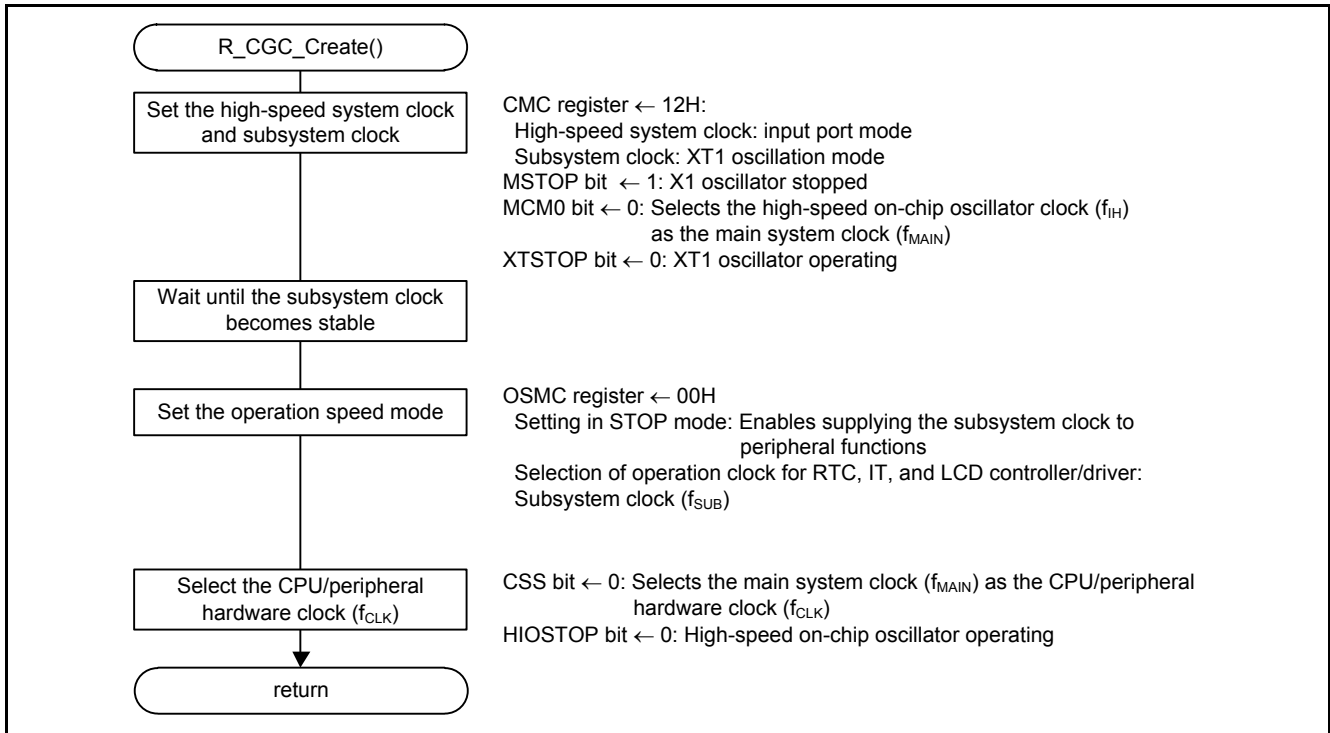 R_CGC_Create()
Set the high-speed system clock
and subsystem clock
CMC register ← 12H:
High-speed system clock: input port mode
Subsystem clock: XT1 oscillation mode
MSTOP bit ← 1: X1 oscillator stopped
MCM0 bit ← 0: Selects the high-speed on-chip oscillator clock (fIH)
as the main system clock (fMAIN)
XTSTOP bit ← 0: XT1 oscillator operating
Wait until the subsystem clock
becomes stable
Set the operation speed mode
OSMC register ← 00H
Setting in STOP mode: Enables supplying the subsystem clock to
peripheral functions
Selection of operation clock for RTC, IT, and LCD controller/driver:
Subsystem clock (fSUB)
Select the CPU/peripheral
hardware clock (fCLK)
CSS bit ← 0: Selects the main system clock (fMAIN) as the CPU/peripheral
hardware clock (fCLK)
HIOSTOP bit ← 0: High-speed on-chip oscillator operating
return